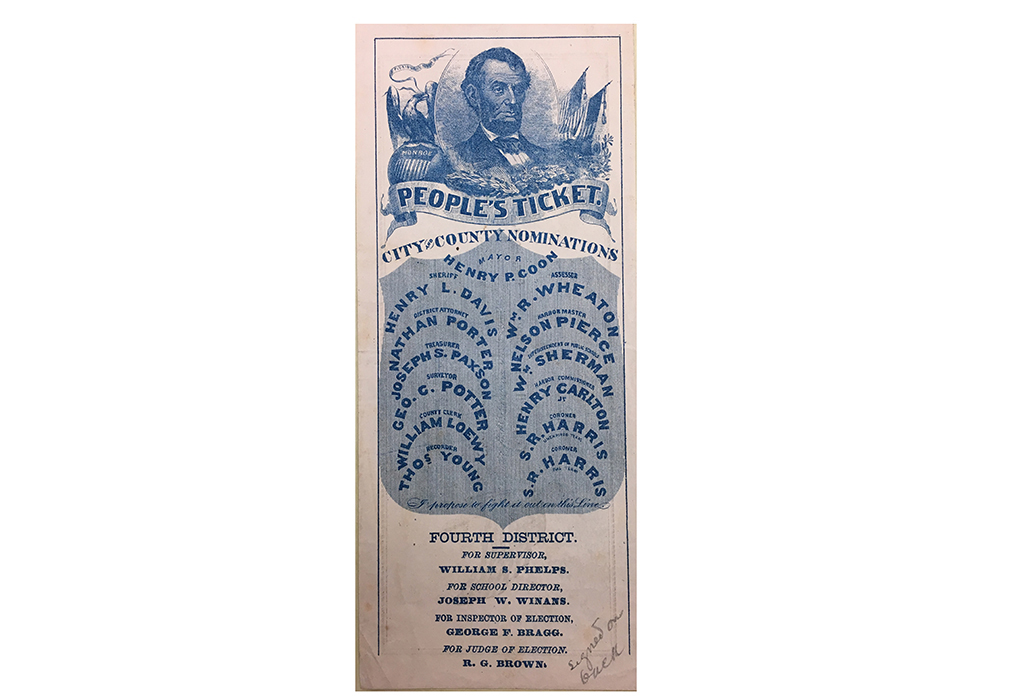 MONROE
PEOPLE'S TICKET.
CITY AND COUNTY NOMINATIONS
MAYOR
HENRY P. COON
SHERIFF
HENRY L. DAVIS
DISTRICT ATTORNEY
NATHAN PORTER
TREASURER
JOSEPH S. PAXSON
SURVEYOR
GEO. C. POTTER
COUNTY CLERK
WILLIAM LOEWY
RECORDER
THOS YOUNG
ASSESSER
WM R. WHEATON
HARBOR MASTER
NELSON PIERCE
SUPERINTENDENT OF PUBLIC SCHOOLS
WM SHERMAN
HARBOR COMMISSIONER
HENRY CARLTON
JR
CORONER
S. R. HARRIS
CORONER
S. R. HARRIS
I propose to fight it out on this Line
FOURTH DISTRICT.
FOR SUPERVISOR,
WILLIAM S. PHELPS.
FOR SCHOOL DIRECTOR,
JOSEPH W. WINANS.
FOR INSPECTOR OF ELECTION,
GEORGE F. BRAGG.
FOR JUDGE OF ELECTION.
R. G. BROWN.
signed on
back